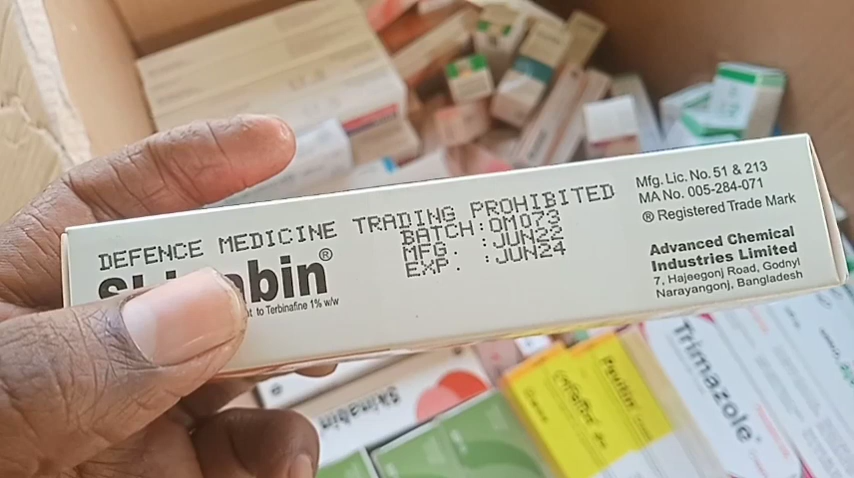 DEFENCE MEDICINE TRADING PROHIBITED
BATCH:OM073
MFG. :JUN22
EXP. :JUN24
to Terbinafine 1% w/w
Mfg. Lic. No. 51 & 213
MA No. 005-284-071
® Registered Trade Mark
Advanced Chemical
Industries Limited
7, Hajeegonj Road, Godnyl
Narayangonj, Bangladesh
Skinabin
Trimazole